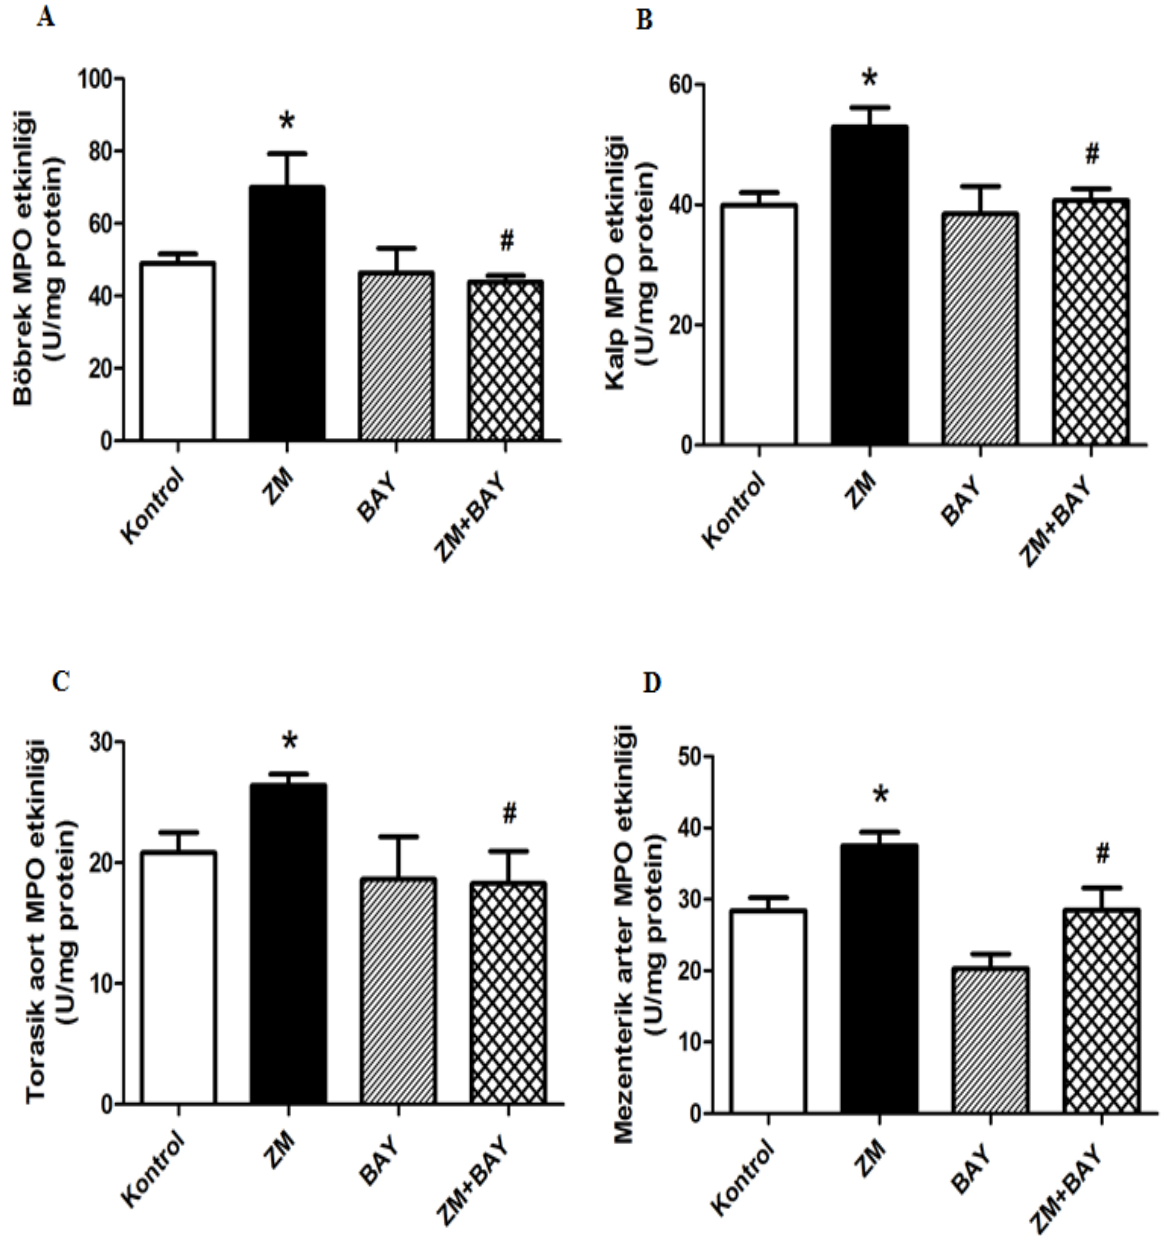 A
Böbrek MPO etkinliği
(U/mg protein)
100
80
60
40
20
0
*
#
Kontrol
ZM
BAY
ZM+BAY
B
Kalp MPO etkinliği
(U/mg protein)
60
40
20
0
*
#
Kontrol
ZM
BAY
ZM+BAY
C
Torasik aort MPO etkinliği
(U/mg protein)
30
20
10
0
*
#
Kontrol
ZM
BAY
ZM+BAY
D
Mezenterik arter MPO etkinliği
(U/mg protein)
50
40
30
20
10
0
*
#
Kontrol
ZM
BAY
ZM+BAY